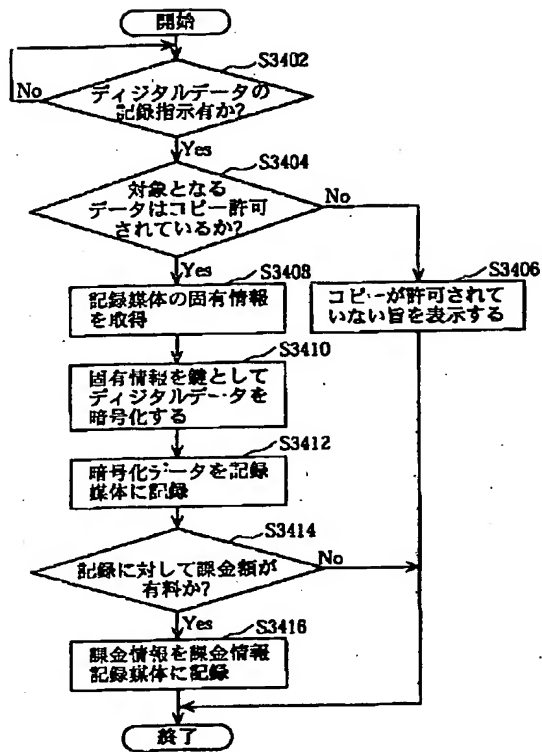 開始
S3402
No
ディジタルデータの
記録指示有か?
Yes
S3404
対象となる
データはコピー許可
されているか?
No
Yes
S3408
S3406
記録媒体の固有情報
を取得
コピーが許可されて
いない旨を表示する
S3410
固有情報を鍵として
ディジタルデータを
暗号化する
S3412
暗号化データを記録
媒体に記録
S3414
記録に対して課金額が
有料か?
No
Yes
S3416
課金情報を課金情報
記録媒体に記録
終了